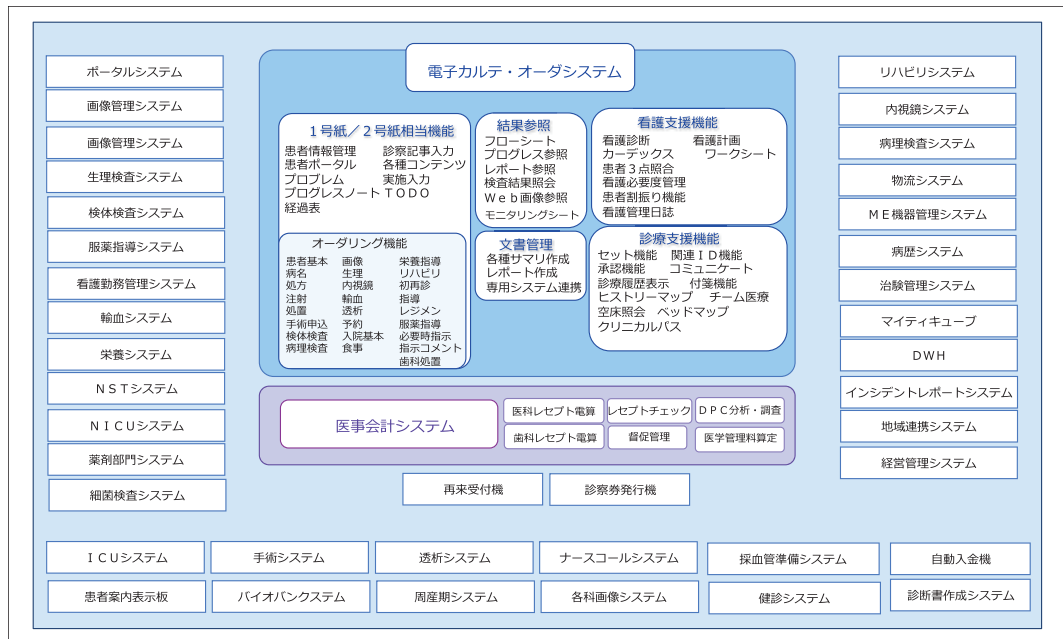 ポータルシステム
画像管理システム
画像管理システム
生理検査システム
検体検査システム
服薬指導システム
看護勤務管理システム
輸血システム
栄養システム
ＮＳＴシステム
ＮＩＣＵシステム
薬剤部門システム
細菌検査システム
電子カルテ・オーダシステム
１号紙／２号紙相当機能
患者情報管理　診察記事入力
患者ポータル　各種コンテンツ
プロブレム　実施入力
プログレスノート ＴＯＤＯ
経過表
オーダリング機能
患者基本　画像　栄養指導
病名　生理　リハビリ
処方　内視鏡　初再診
注射　輸血　指導
処置　透析　レジメン
手術申込　予約　服薬指導
検体検査　入院基本　必要時指示
病理検査　食事　指示コメント
歯科処置
結果参照
フローシート
プログレス参照
レポート参照
検査結果照会
Ｗｅｂ画像参照
モニタリングシート
文書管理
各種サマリ作成
レポート作成
専用システム連携
看護支援機能
看護診断　看護計画
カーデックス　ワークシート
患者３点照合
看護必要度管理
患者割振り機能
看護管理日誌
診療支援機能
セット機能　関連ＩＤ機能
承認機能　コミュニケート
診療履歴表示　付箋機能
ヒストリーマップ　チーム医療
空床照会　ベッドマップ
クリニカルパス
医事会計システム
医科レセプト電算
レセプトチェック
ＤＰＣ分析・調査
歯科レセプト電算
督促管理
医学管理料算定
再来受付機
診察券発行機
リハビリシステム
内視鏡システム
病理検査システム
物流システム
ＭＥ機器管理システム
病歴システム
治験管理システム
マイティキューブ
ＤＷＨ
インシデントレポートシステム
地域連携システム
経営管理システム
ＩＣＵシステム
手術システム
透析システム
ナースコールシステム
採血管準備システム
自動入金機
患者案内表示板
バイオバンクステム
周産期システム
各科画像システム
健診システム
診断書作成システム